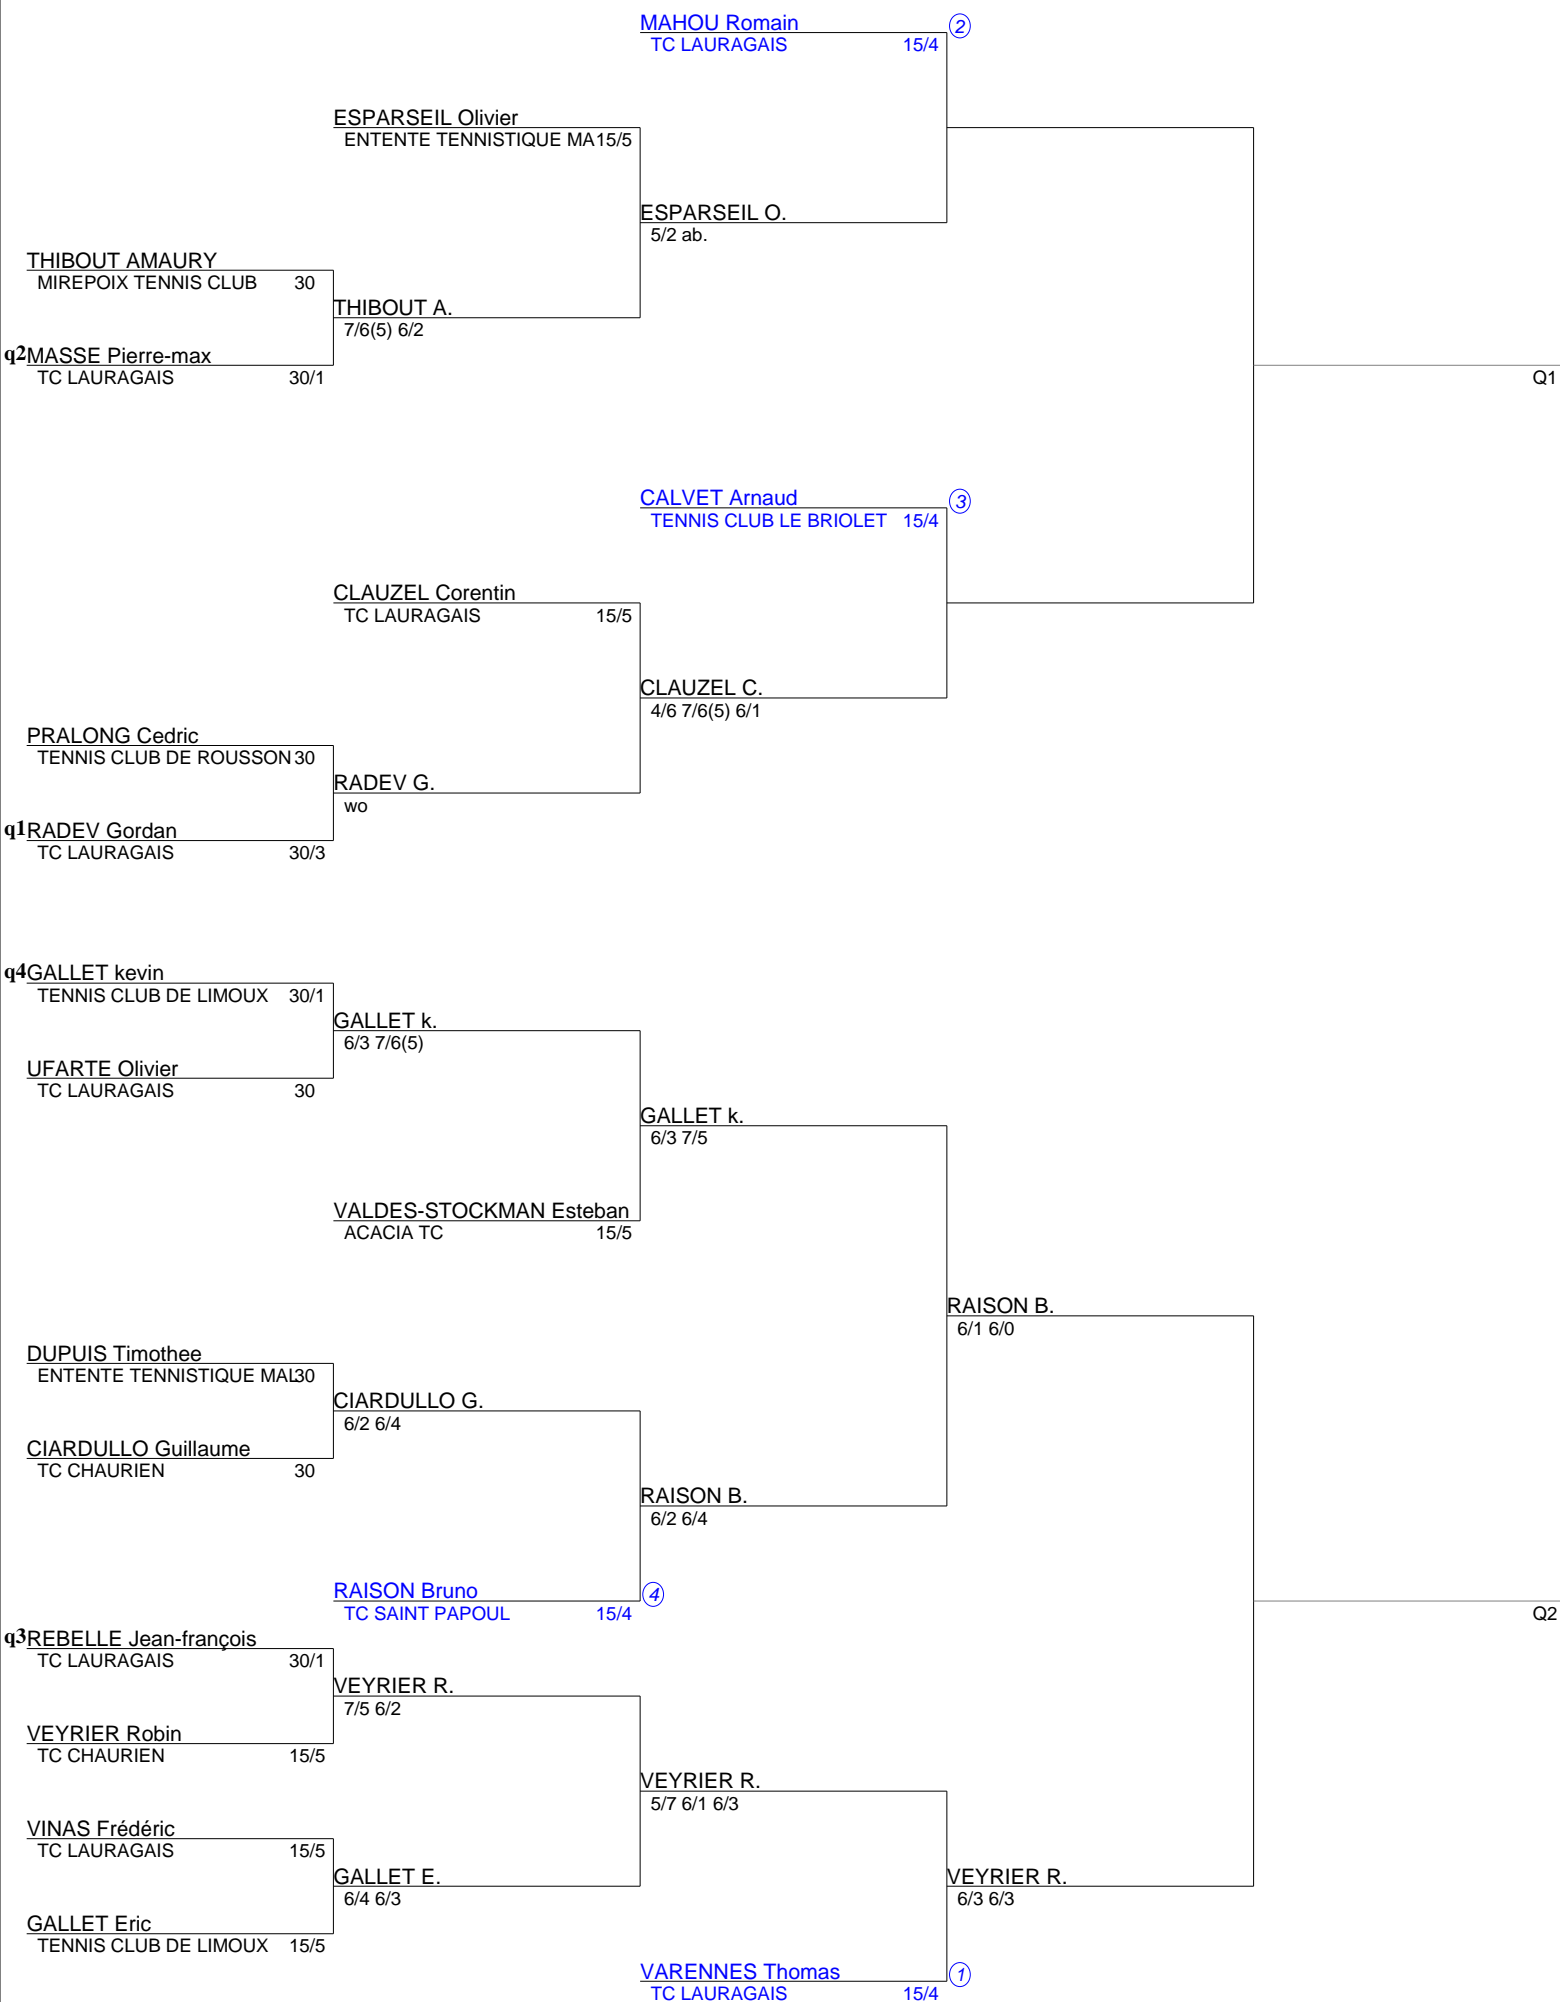 MAHOU Romain 2
TC LAURAGAIS 15/4
ESPARSEIL Olivier
ENTENTE TENNISTIQUE MA15/5
ESPARSEIL O.
5/2 ab.
THIBOUT AMAURY
MIREPOIX TENNIS CLUB 30
THIBOUT A.
7/6(5) 6/2
q2 MASSE Pierre-max
TC LAURAGAIS 30/1
Q1
CALVET Arnaud 3
TENNIS CLUB LE BRIOLET 15/4
CLAUZEL Corentin
TC LAURAGAIS 15/5
CLAUZEL C.
4/6 7/6(5) 6/1
PRALONG Cedric
TENNIS CLUB DE ROUSSON 30
RADEV G.
wo
q1 RADEV Gordan
TC LAURAGAIS 30/3
q4 GALLET kevin
TENNIS CLUB DE LIMOUX 30/1
GALLET k.
6/3 7/6(5)
UFARTE Olivier
TC LAURAGAIS 30
GALLET k.
6/3 7/5
VALDES-STOCKMAN Esteban
ACACIA TC 15/5
RAISON B.
6/1 6/0
DUPUIS Timothee
ENTENTE TENNISTIQUE MAL30
CIARDULLO G.
6/2 6/4
CIARDULLO Guillaume
TC CHAURIEN 30
RAISON B.
6/2 6/4
RAISON Bruno 4
TC SAINT PAPOUL 15/4
Q2
q3 REBELLE Jean-françois
TC LAURAGAIS 30/1
VEYRIER R.
7/5 6/2
VEYRIER Robin
TC CHAURIEN 15/5
VEYRIER R.
5/7 6/1 6/3
VINAS Frédéric
TC LAURAGAIS 15/5
GALLET E.
6/4 6/3
VEYRIER R.
6/3 6/3
GALLET Eric
TENNIS CLUB DE LIMOUX 15/5
VARENNES Thomas 1
TC LAURAGAIS 15/4